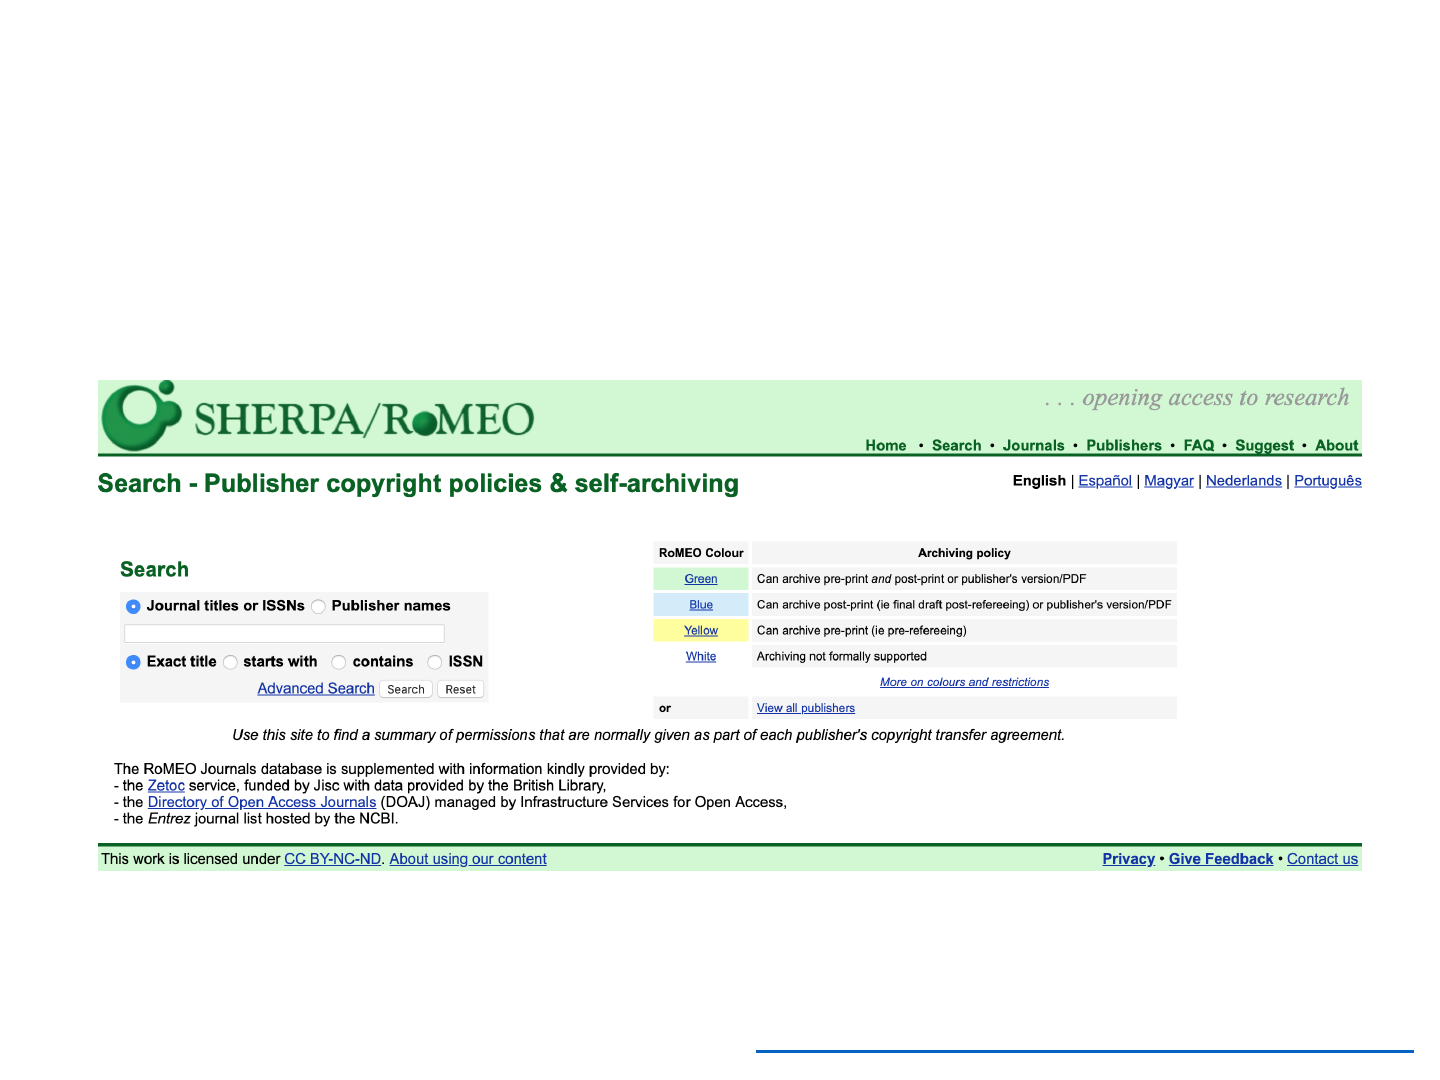 SHERPA/RoMEO
. . . opening access to research
Home • Search • Journals • Publishers • FAQ • Suggest • About
Search - Publisher copyright policies & self-archiving
English | Español | Magyar | Nederlands | Português
Search
Journal titles or ISSNs Publisher names
Exact title starts with contains ISSN
Advanced Search Search Reset
RoMEO Colour Archiving policy
Green Can archive pre-print and post-print or publisher's version/PDF
Blue Can archive post-print (ie final draft post-refereeing) or publisher's version/PDF
Yellow Can archive pre-print (ie pre-refereeing)
White Archiving not formally supported
More on colours and restrictions
or View all publishers
Use this site to find a summary of permissions that are normally given as part of each publisher's copyright transfer agreement.
The RoMEO Journals database is supplemented with information kindly provided by:
- the Zetoc service, funded by Jisc with data provided by the British Library,
- the Directory of Open Access Journals (DOAJ) managed by Infrastructure Services for Open Access,
- the Entrez journal list hosted by the NCBI.
This work is licensed under CC BY-NC-ND. About using our content
Privacy • Give Feedback • Contact us